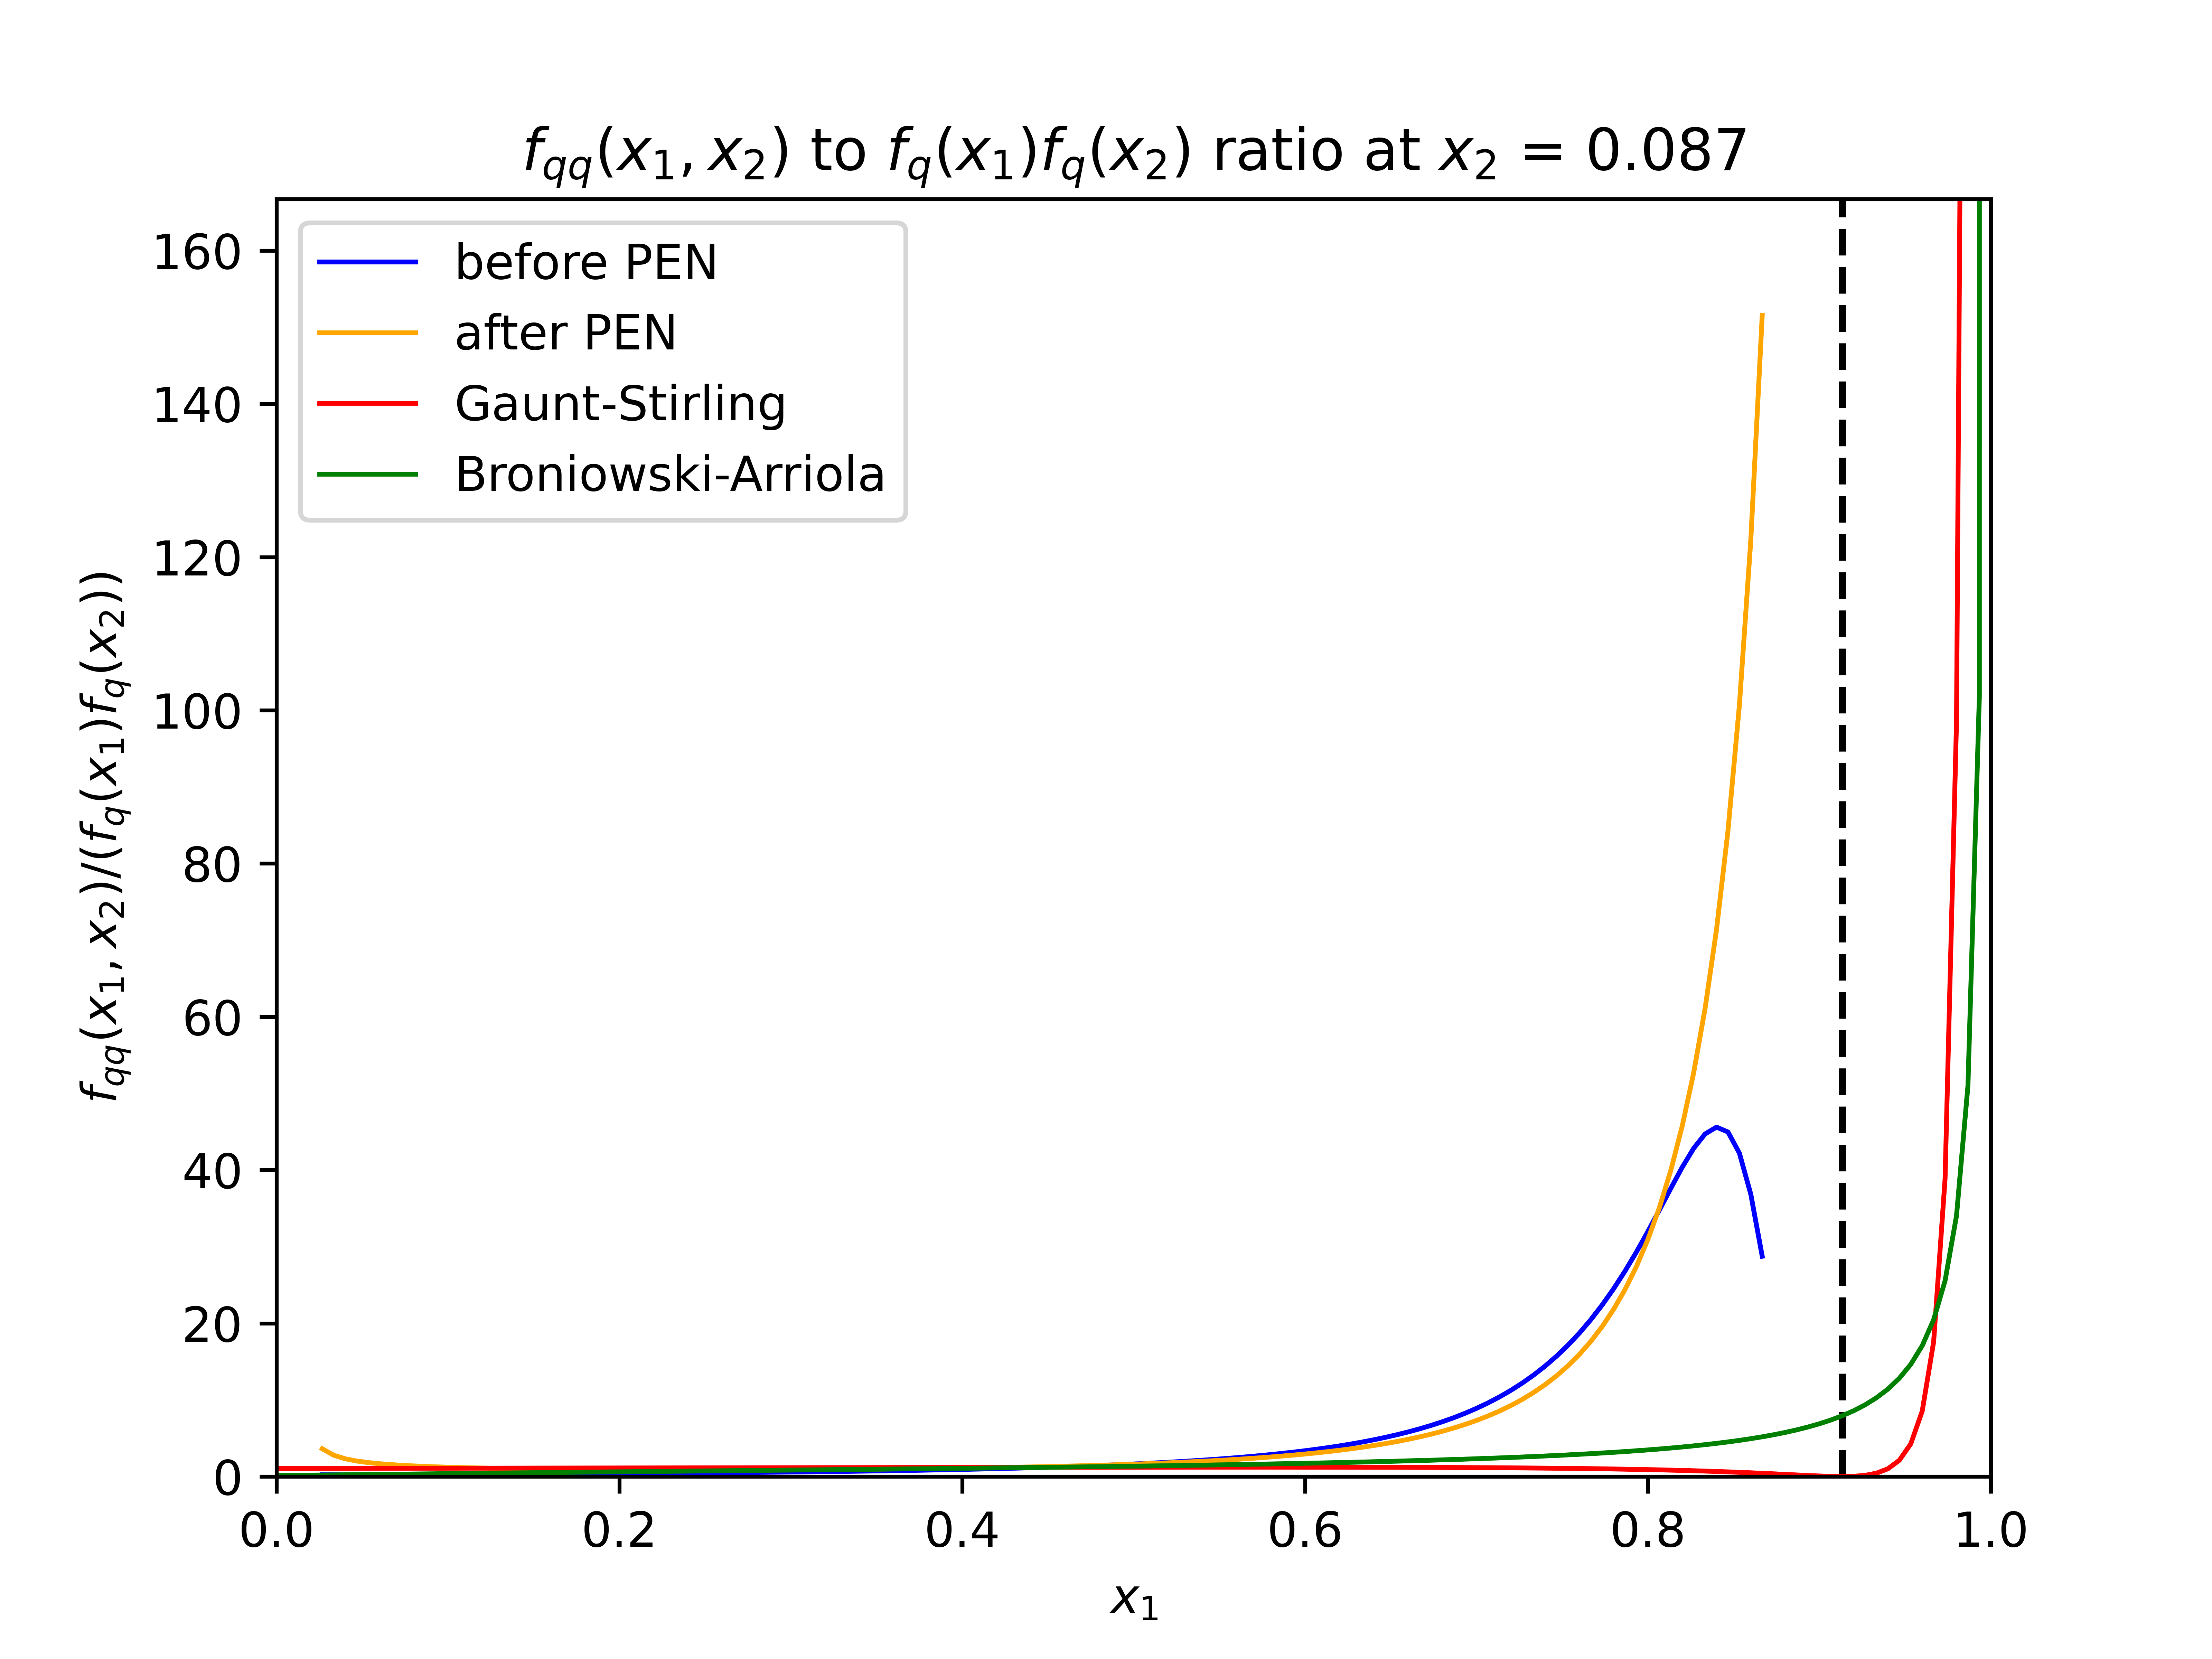 f_qq(x_1, x_2) to f_q(x_1)f_q(x_2) ratio at x_2 = 0.087
before PEN
after PEN
Gaunt-Stirling
Broniowski-Arriola
f_qq(x_1, x_2)/(f_q(x_1)f_q(x_2))
160
140
120
100
80
60
40
20
0
0.0 0.2 0.4 0.6 0.8 1.0
x_1